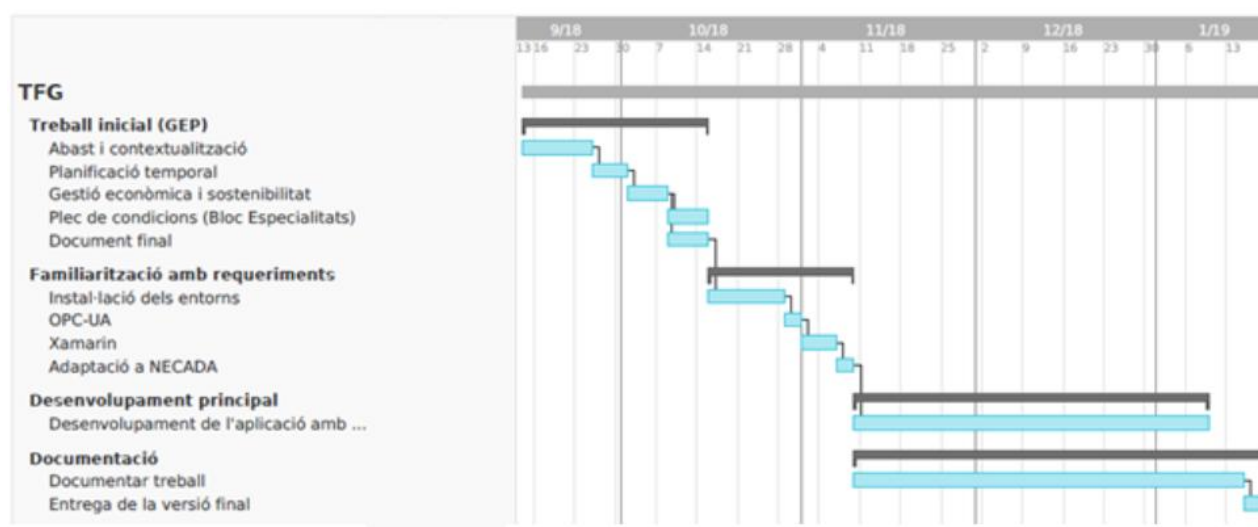 9/18 10/18 11/18 12/18 1/19
13 16 23 30 7 14 21 28 4 11 18 25 2 9 16 23 30 6 13
TFG
Treball inicial (GEP)
Abast i contextualització
Planificació temporal
Gestió econòmica i sostenibilitat
Plec de condicions (Bloc Especialitats)
Document final
Familiarització amb requeriments
Instal·lació dels entorns
OPC-UA
Xamarin
Adaptació a NECADA
Desenvolupament principal
Desenvolupament de l'aplicació amb ...
Documentació
Documentar treball
Entrega de la versió final